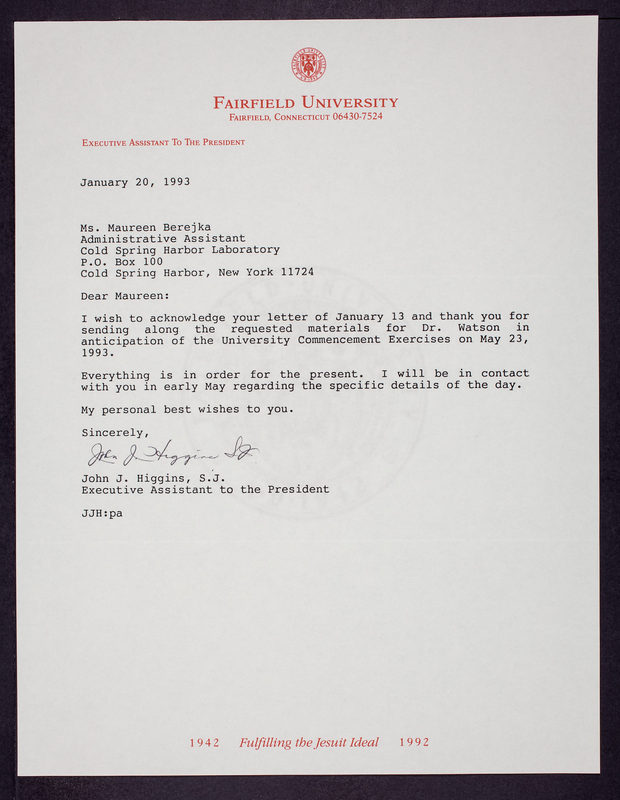 FAIRFIELD UNIVERSITY
FAIRFIELD, CONNECTICUT 06430-7524
EXECUTIVE ASSISTANT TO THE PRESIDENT
January 20, 1993
Ms. Maureen Berejka
Administrative Assistant
Cold Spring Harbor Laboratory
P.O. Box 100
Cold Spring Harbor, New York 11724
Dear Maureen:
I wish to acknowledge your letter of January 13 and thank you for
sending along the requested materials for Dr. Watson in
anticipation of the University Commencement Exercises on May 23,
1993.
Everything is in order for the present. I will be in contact
with you in early May regarding the specific details of the day.
My personal best wishes to you.
Sincerely,
John J. Higgins SJ
John J. Higgins, S.J.
Executive Assistant to the President
JJH:pa
1942 Fulfilling the Jesuit Ideal 1992